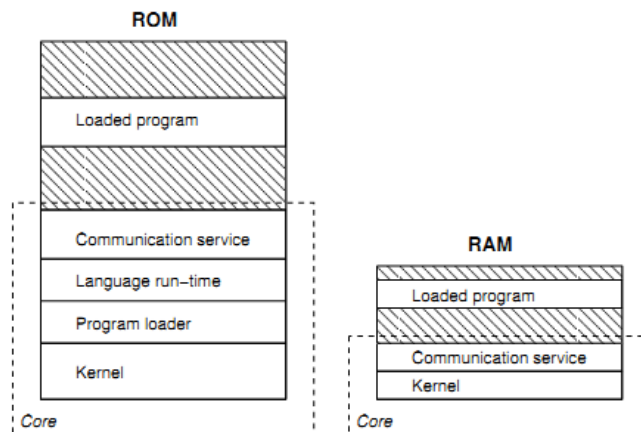 ROM
Loaded program
Communication service
Language run-time
Program loader
Kernel
Core
RAM
Loaded program
Communication service
Kernel
Core